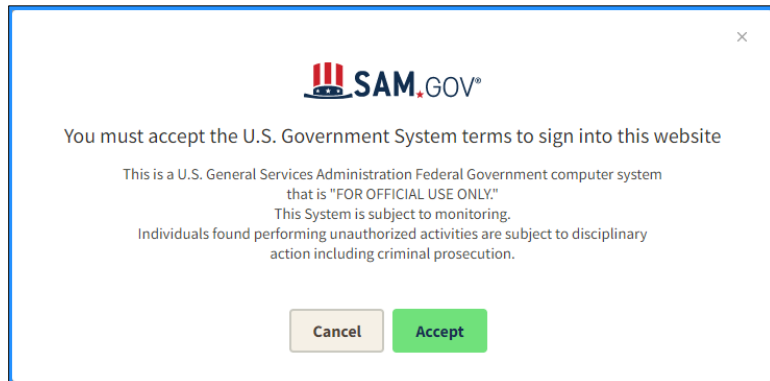 ×
SAM.GOV®
You must accept the U.S. Government System terms to sign into this website
This is a U.S. General Services Administration Federal Government computer system
that is "FOR OFFICIAL USE ONLY."
This System is subject to monitoring.
Individuals found performing unauthorized activities are subject to disciplinary
action including criminal prosecution.
Cancel Accept